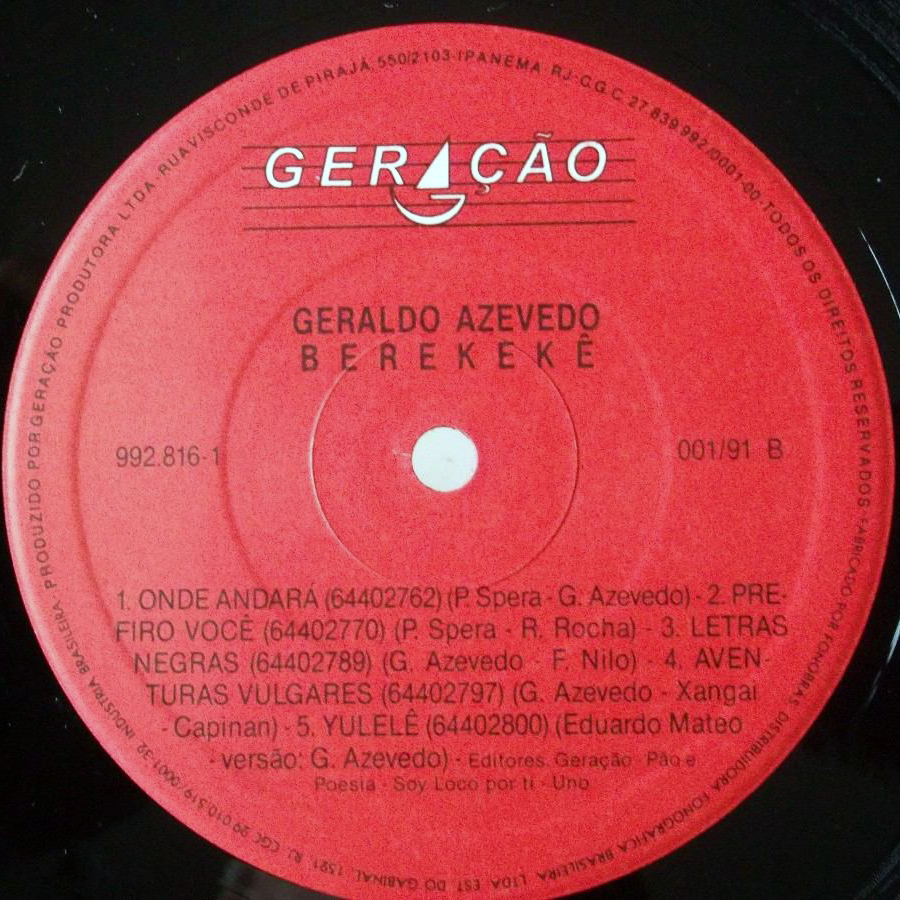 GERAÇÃO
GERALDO AZEVEDO
BEREKEKÊ
992.816-1
001/91 B
1. ONDE ANDARÁ (64402762) (P. Spera - G. Azevedo) - 2. PRE-
FIRO VOCÊ (64402770) (P. Spera - R. Rocha) - 3. LETRAS
NEGRAS (64402789) (G. Azevedo - F. Nilo) - 4. AVEN-
TURAS VULGARES (64402797) (G. Azevedo - Xangai
- Capinan) - 5. YULELÊ (64402800) (Eduardo Mateo
- versão: G. Azevedo) - Editores: Geração - Pão e
Poesia - Soy Loco por ti - Uno
PRODUZIDO POR GERAÇÃO PRODUTORA LTDA. RUA VISCONDE DE PIRAJÁ, 550/2103 - IPANEMA - RJ - C.G.C. 27.839.992/0001-00 - TODOS OS DIREITOS RESERVADOS - FABRICADO POR FONOBRÁS DISTRIBUIDORA FONOGRÁFICA BRASILEIRA LTDA EST. DO GABINAL, 1521 RJ CGC 29.010.519/0001-32. INDÚSTRIA BRASILEIRA.